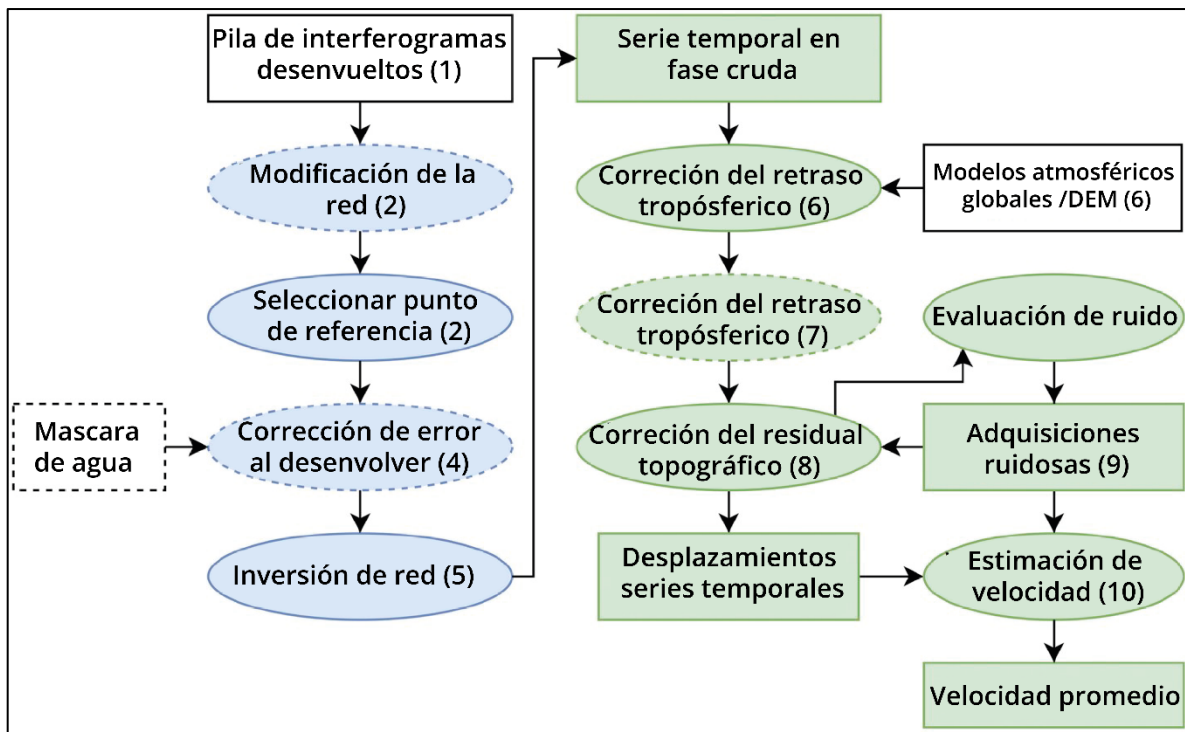 Pila de interferogramas
desenvueltos (1)
Modificación de la
red (2)
Seleccionar punto
de referencia (2)
Mascara
de agua
Corrección de error
al desenvolver (4)
Inversión de red (5)
Serie temporal en
fase cruda
Correción del retraso
tropósferico (6)
Modelos atmosféricos
globales /DEM (6)
Correción del retraso
tropósferico (7)
Evaluación de ruido
Correción del residual
topográfico (8)
Adquisiciones
ruidosas (9)
Desplazamientos
series temporales
Estimación de
velocidad (10)
Velocidad promedio